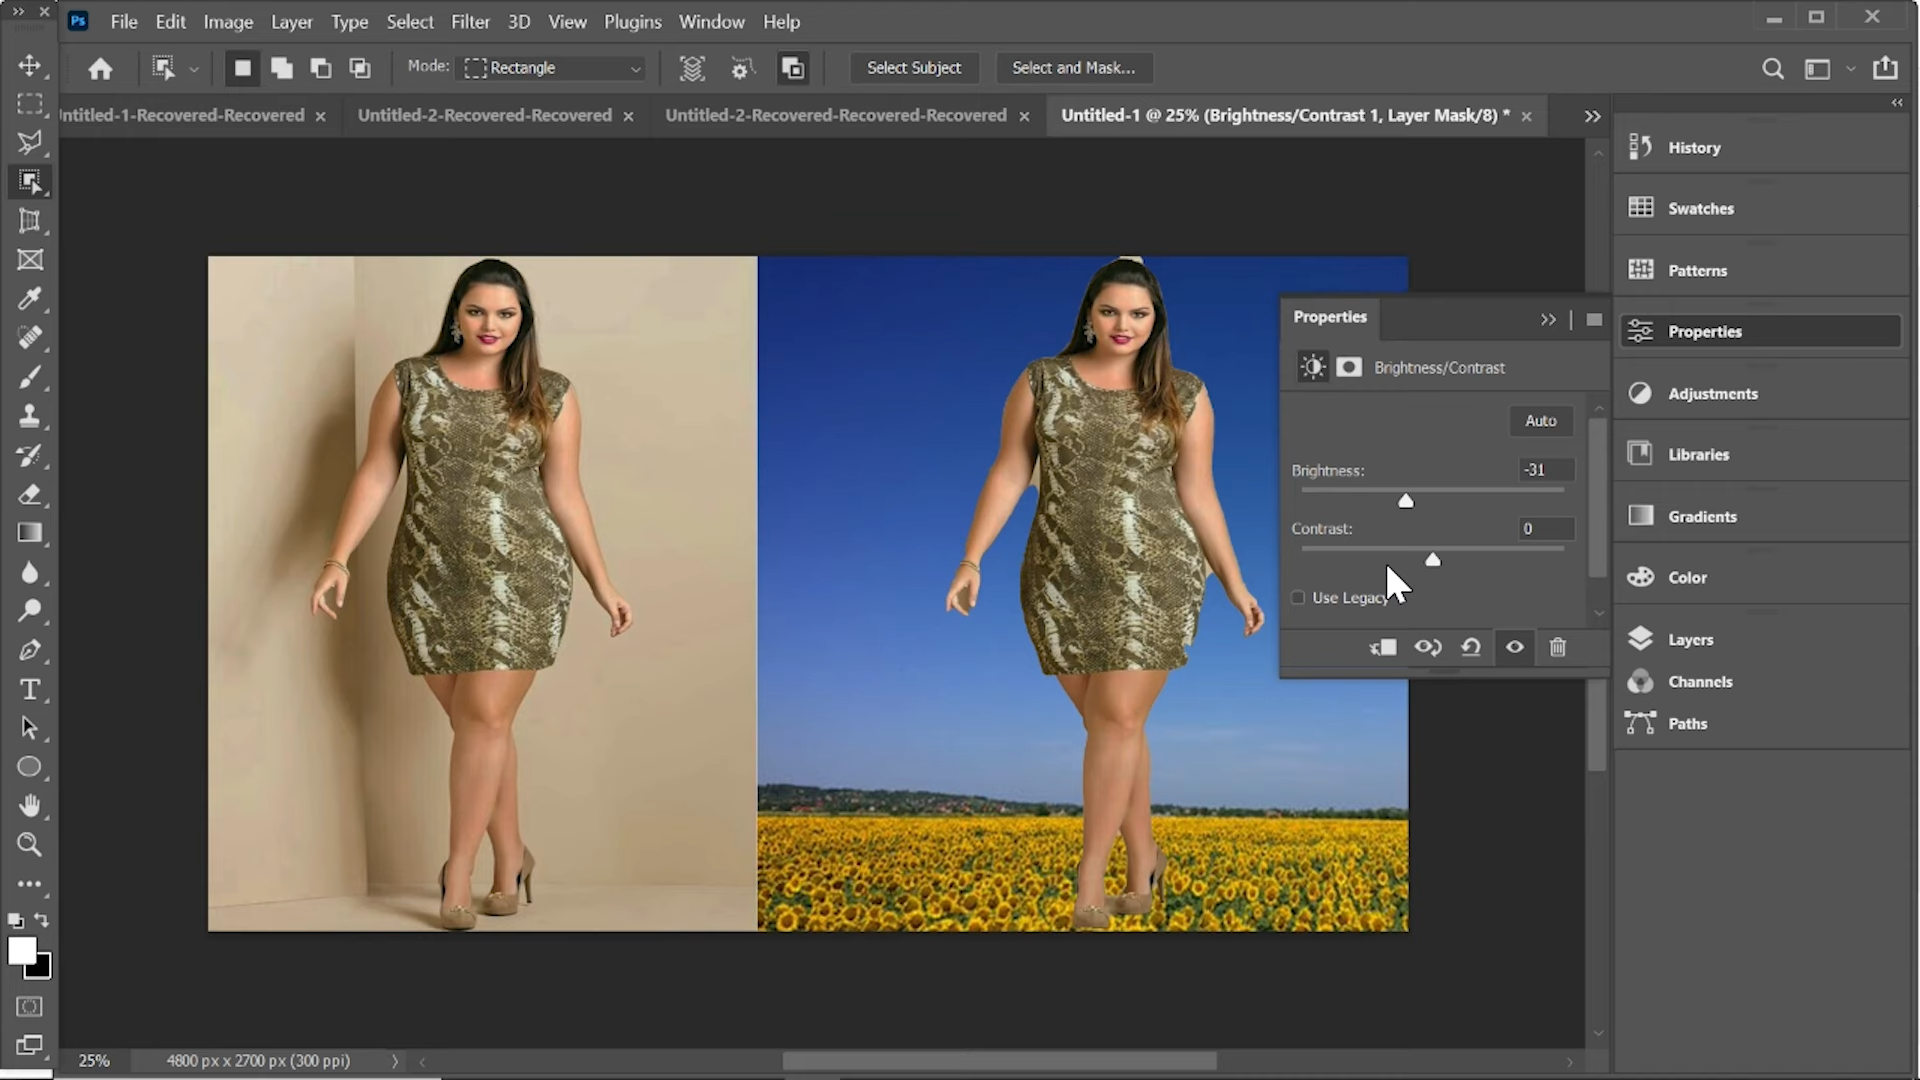 Ps File Edit Image Layer Type Select Filter 3D View Plugins Window Help
Mode: Rectangle Select Subject Select and Mask...
ntitled-1-Recovered-Recovered × Untitled-2-Recovered-Recovered × Untitled-2-Recovered-Recovered-Recovered × Untitled-1 @ 25% (Brightness/Contrast 1, Layer Mask/8) * ×
History
Swatches
Patterns
Properties
Adjustments
Libraries
Gradients
Color
Layers
Channels
Paths
Properties
Brightness/Contrast
Auto
Brightness: -31
Contrast: 0
Use Legacy
25% 4800 px x 2700 px (300 ppi)